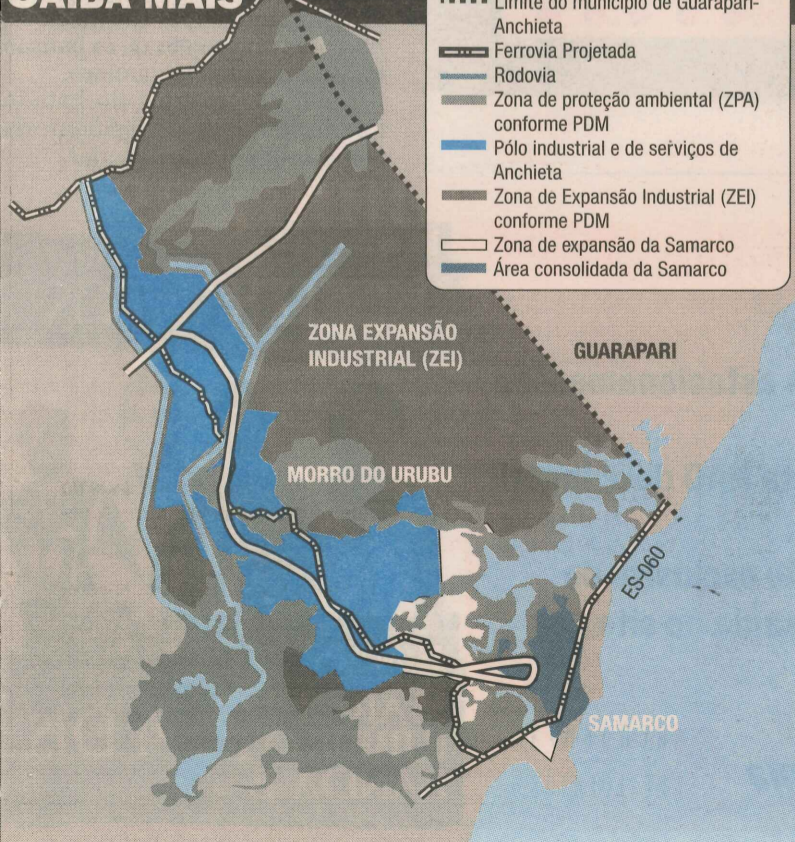 SAIBA MAIS
Limite do município de Guarapari-
Anchieta
Ferrovia Projetada
Rodovia
Zona de proteção ambiental (ZPA)
conforme PDM
Pólo industrial e de serviços de
Anchieta
Zona de Expansão Industrial (ZEI)
conforme PDM
Zona de expansão da Samarco
Área consolidada da Samarco
ZONA EXPANSÃO
INDUSTRIAL (ZEI)
GUARAPARI
MORRO DO URUBU
ES-060
SAMARCO